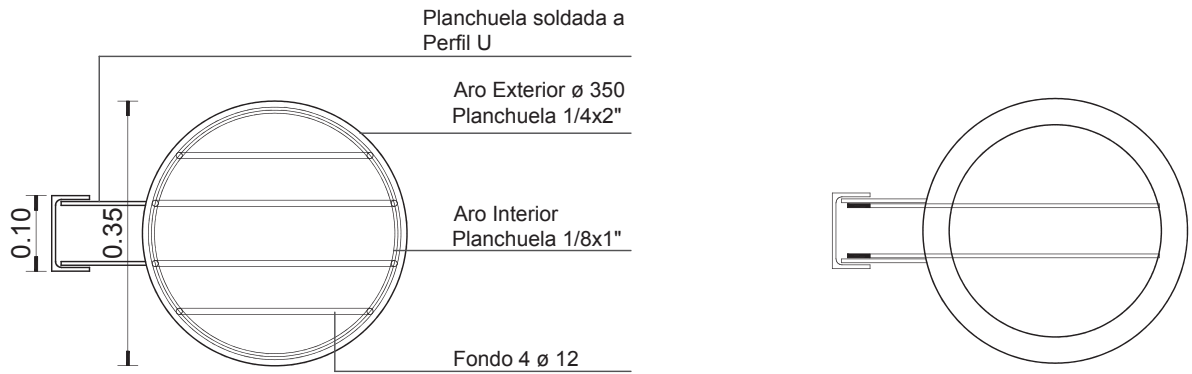 Planchuela soldada a
Perfil U
Aro Exterior ø 350
Planchuela 1/4x2"
0.10
0.35
Aro Interior
Planchuela 1/8x1"
Fondo 4 ø 12